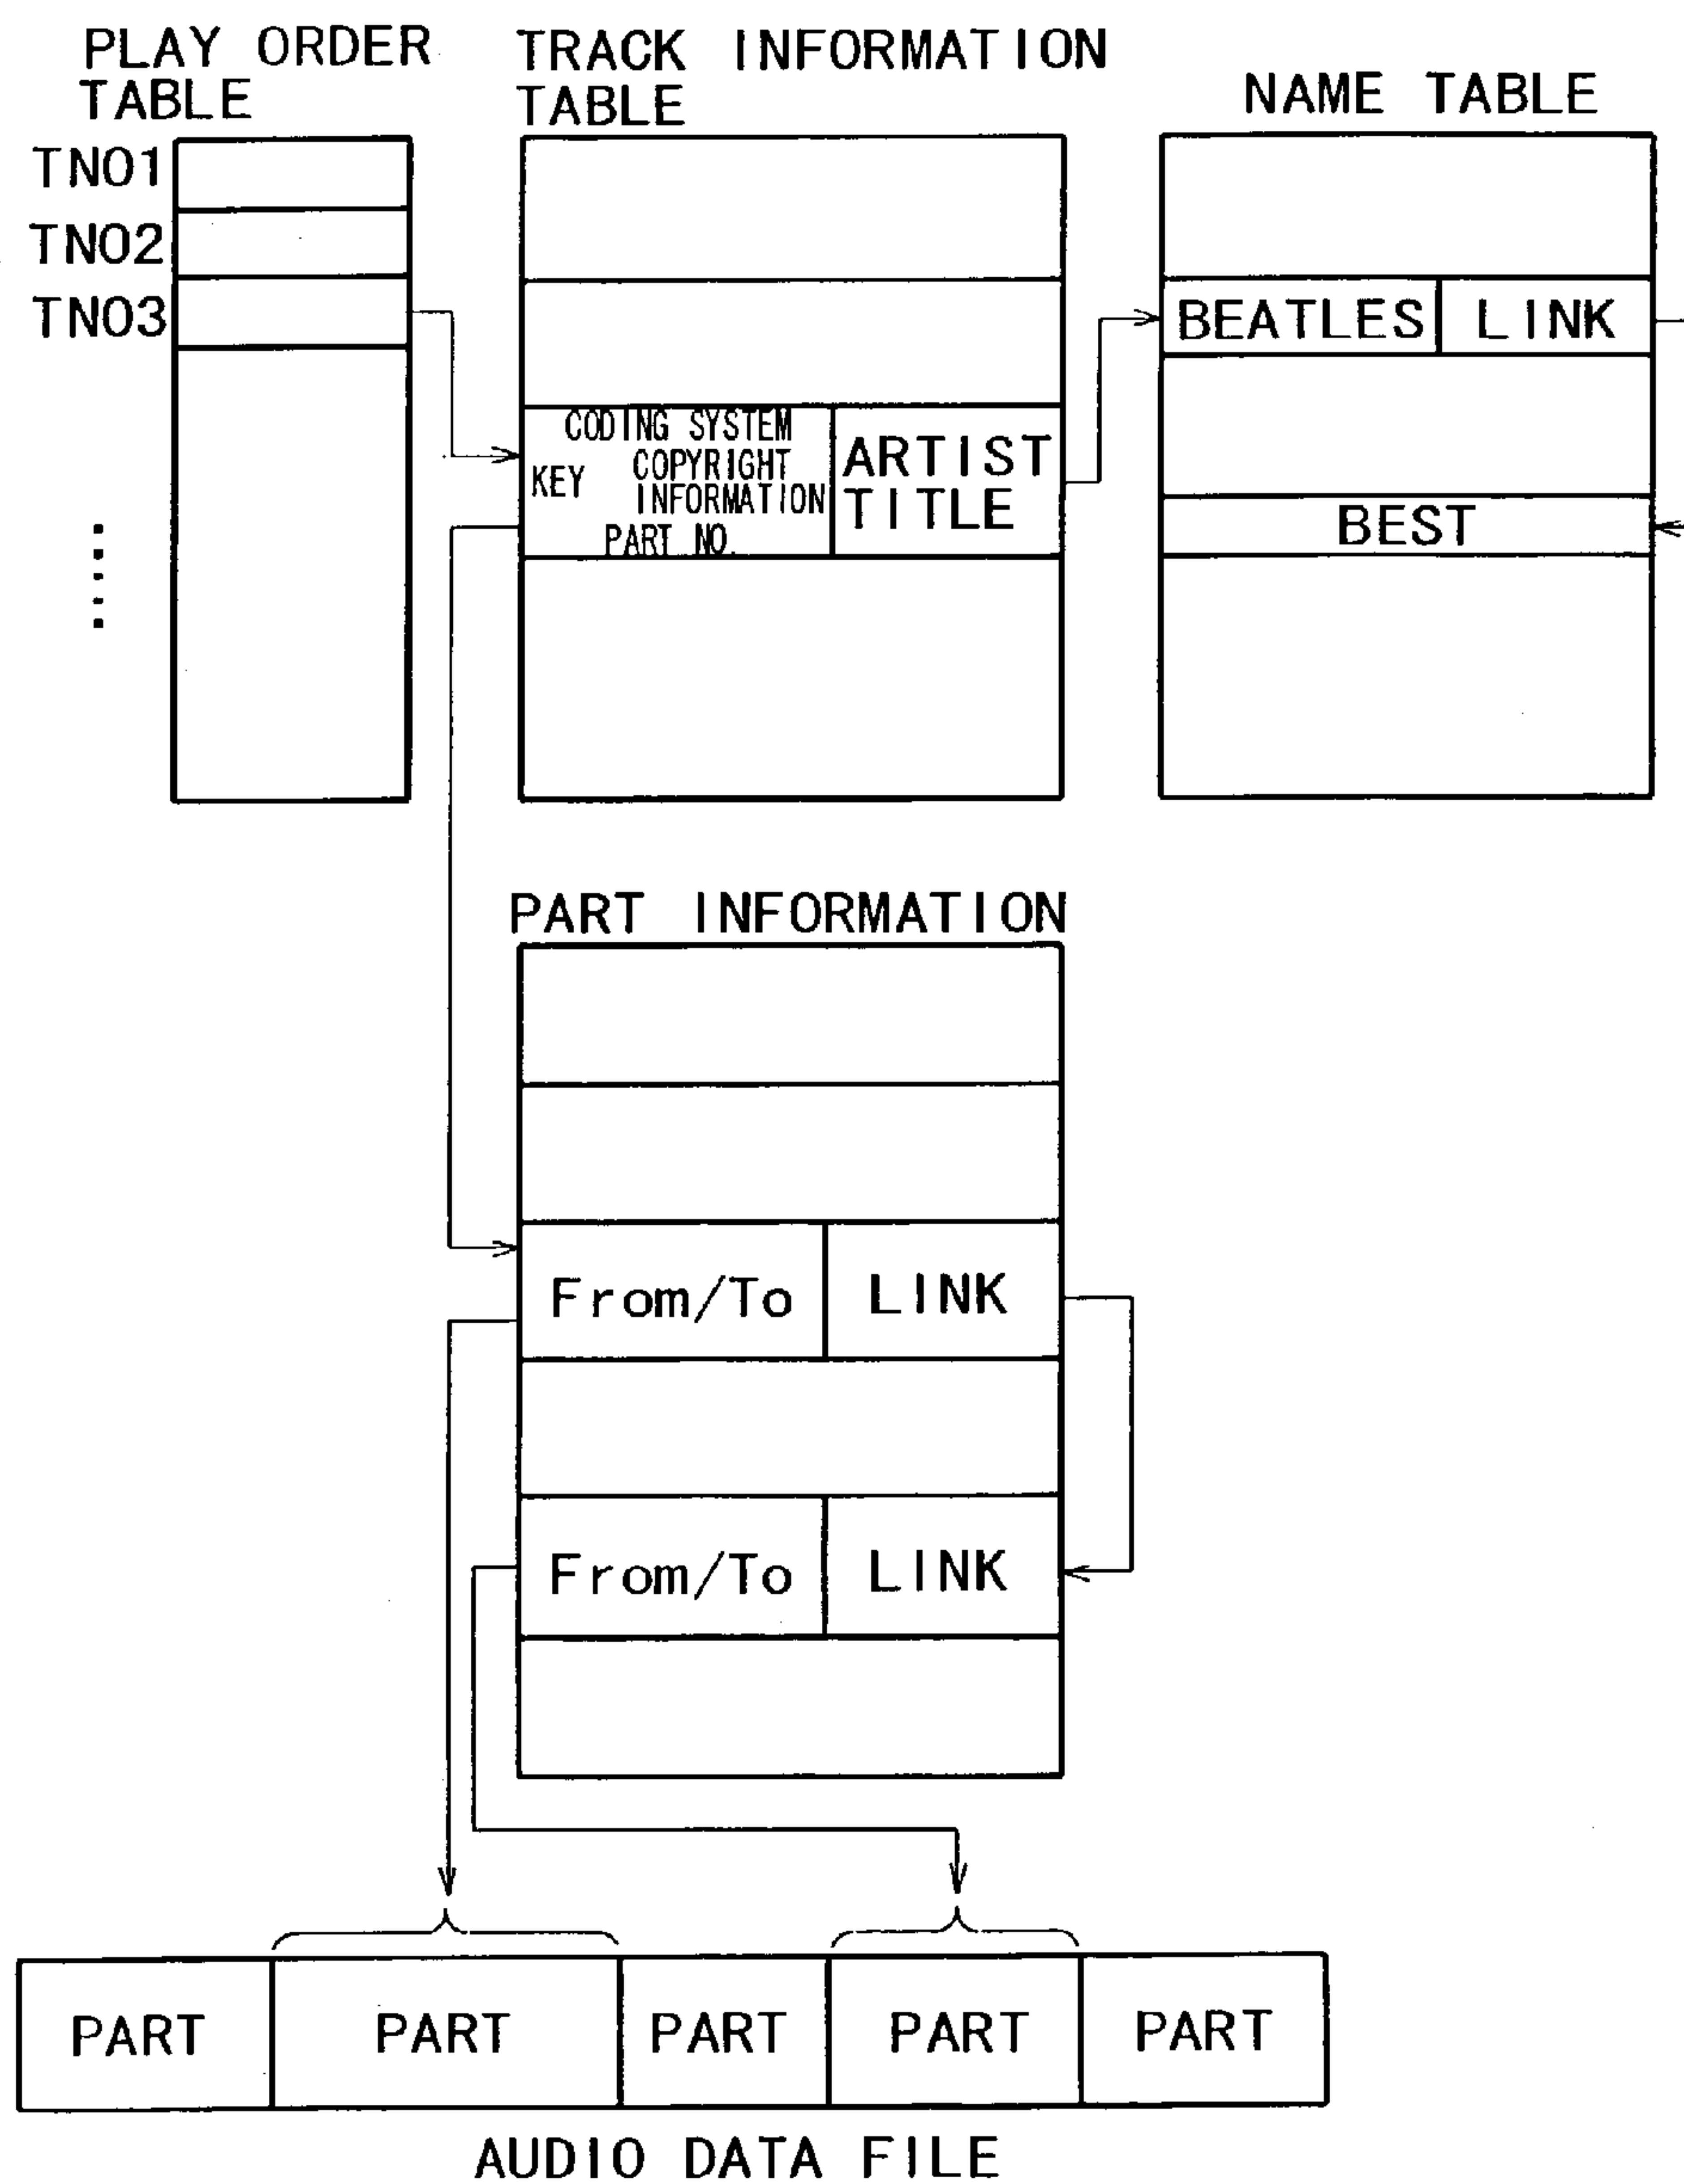 PLAY ORDER
TABLE
TRACK INFORMATION
TABLE
NAME TABLE
TNO1
TNO2
TNO3
BEATLES
LINK
CODING SYSTEM
KEY
COPYRIGHT
INFORMATION
PART NO.
ARTIST
TITLE
BEST
PART INFORMATION
From/To
LINK
From/To
LINK
PART
PART
PART
PART
PART
AUDIO DATA FILE